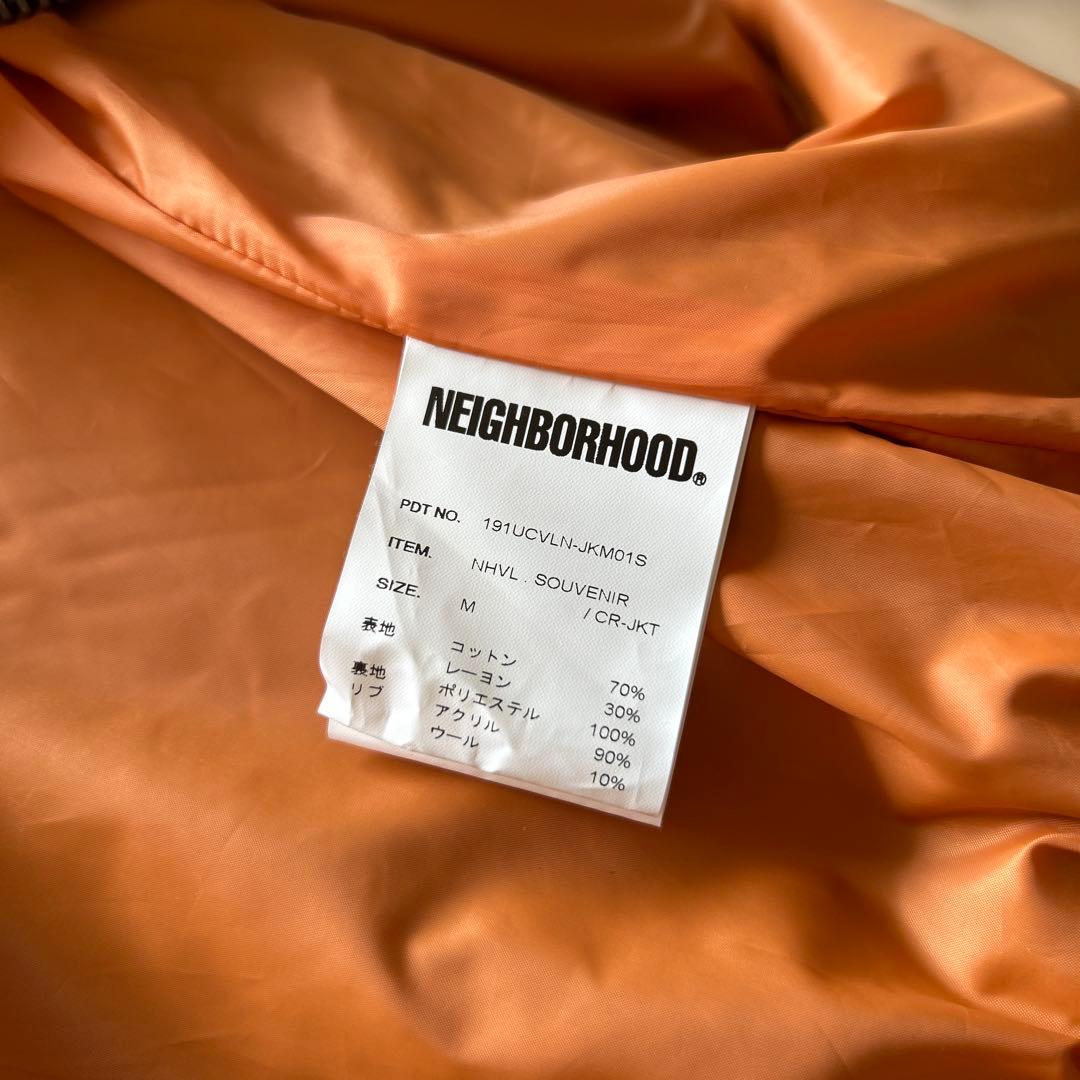 NEIGHBORHOOD®
PDT NO. 191UCVLN-JKM01S
ITEM. NHVL . SOUVENIR
/ CR-JKT
SIZE. M
表地 コットン 70%
レーヨン 30%
裏地 ポリエステル 100%
リブ アクリル 90%
ウール 10%